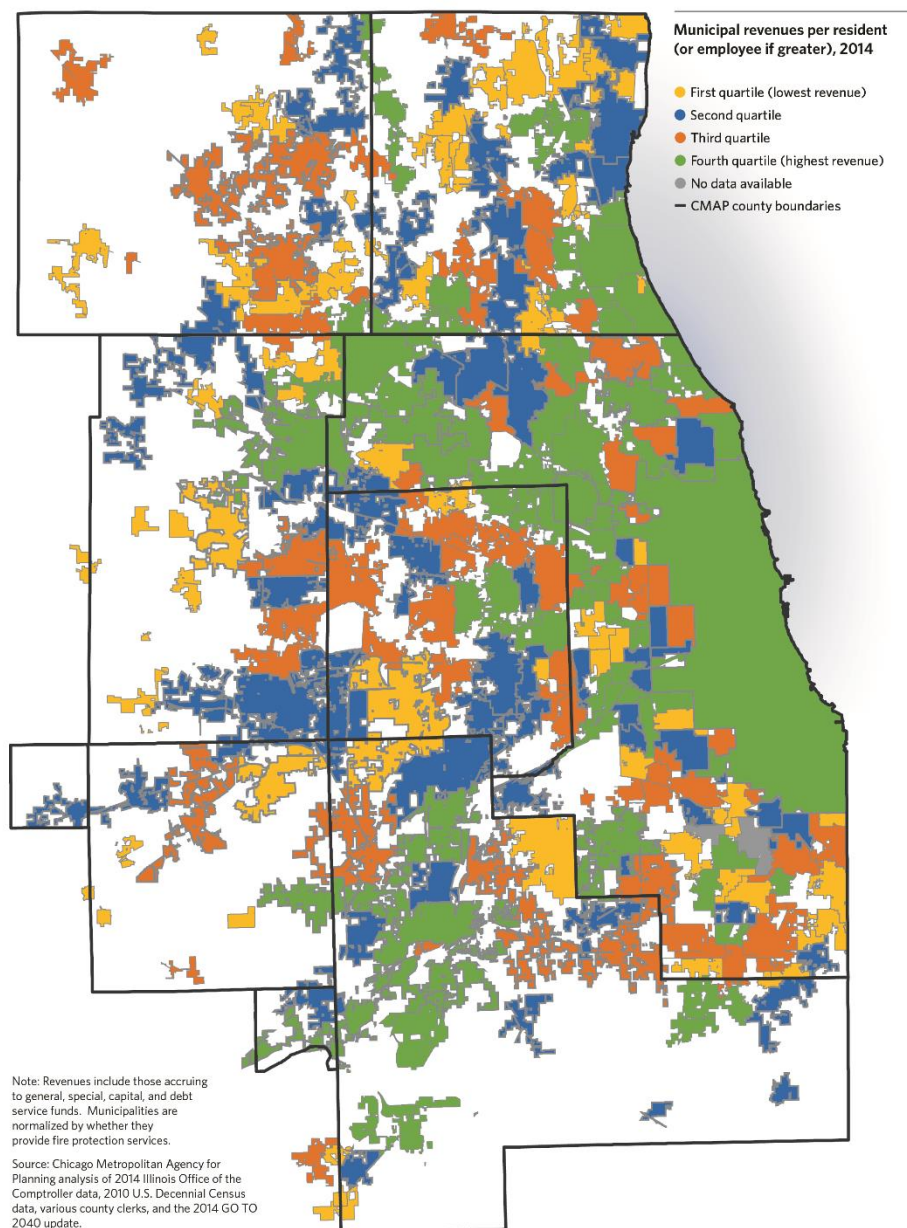 Municipal revenues per resident
(or employee if greater), 2014
First quartile (lowest revenue)
Second quartile
Third quartile
Fourth quartile (highest revenue)
No data available
CMAP county boundaries
Note: Revenues include those accruing
to general, special, capital, and debt
service funds. Municipalities are
normalized by whether they
provide fire protection services.
Source: Chicago Metropolitan Agency for
Planning analysis of 2014 Illinois Office of the
Comptroller data, 2010 U.S. Decennial Census
data, various county clerks, and the 2014 GO TO
2040 update.